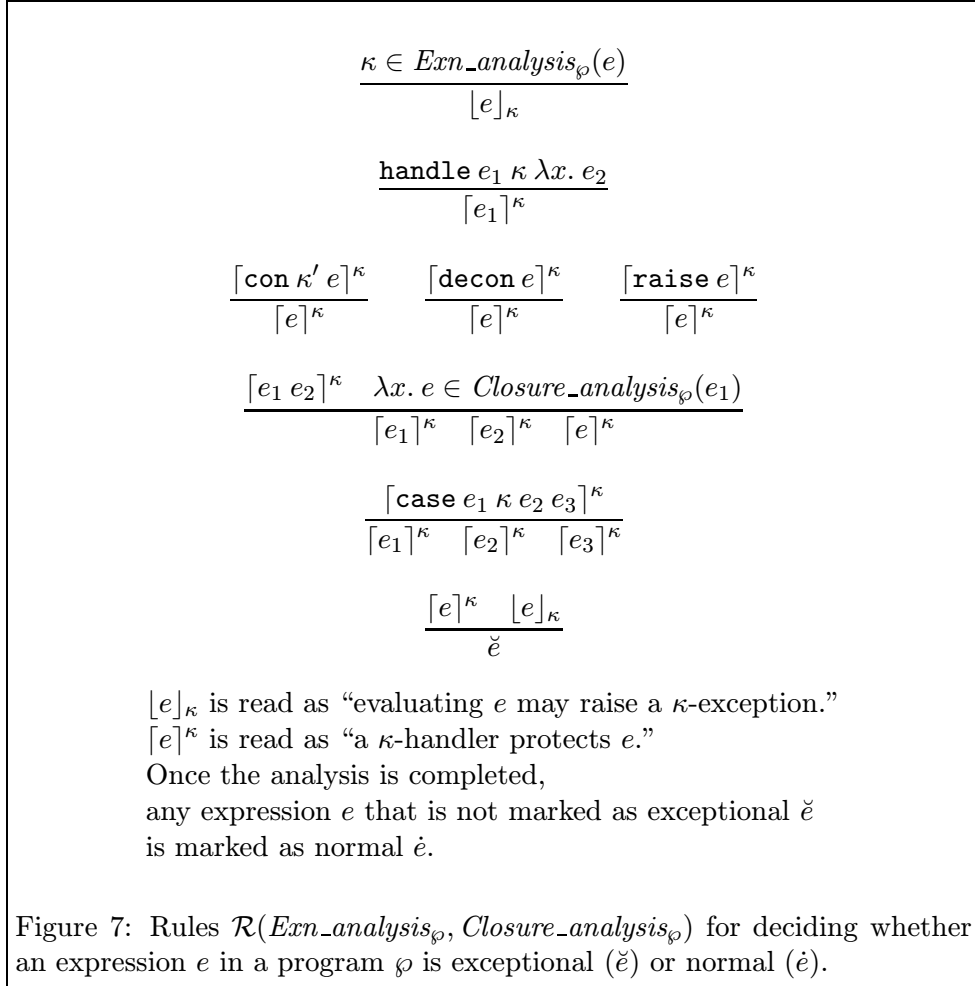 κ ∈ Exn_analysis℘(e)
⌊e⌋κ
handle e₁ κ λx. e₂
⌈e₁⌉^κ
⌈con κ′ e⌉^κ ⌈decon e⌉^κ ⌈raise e⌉^κ
⌈e⌉^κ ⌈e⌉^κ ⌈e⌉^κ
⌈e₁ e₂⌉^κ λx. e ∈ Closure_analysis℘(e₁)
⌈e₁⌉^κ ⌈e₂⌉^κ ⌈e⌉^κ
⌈case e₁ κ e₂ e₃⌉^κ
⌈e₁⌉^κ ⌈e₂⌉^κ ⌈e₃⌉^κ
⌈e⌉^κ ⌊e⌋κ
ĕ
⌊e⌋κ is read as “evaluating e may raise a κ-exception.”
⌈e⌉^κ is read as “a κ-handler protects e.”
Once the analysis is completed,
any expression e that is not marked as exceptional ĕ
is marked as normal ė.
Figure 7: Rules ℛ(Exn_analysis℘, Closure_analysis℘) for deciding whether
an expression e in a program ℘ is exceptional (ĕ) or normal (ė).